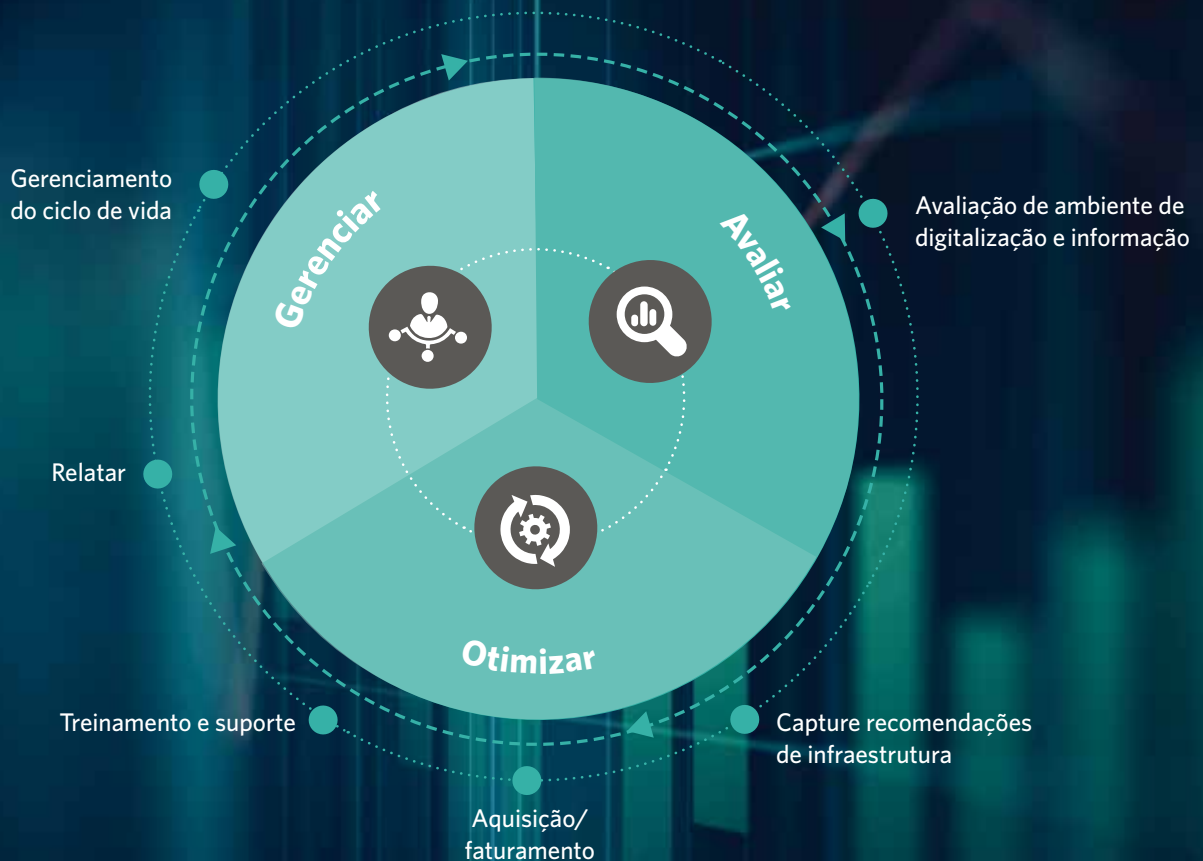 Gerenciamento
do ciclo de vida
Gerenciar
Avaliar
Avaliação de ambiente de
digitalização e informação
Relatar
Otimizar
Treinamento e suporte
Capture recomendações
de infraestrutura
Aquisição/
faturamento